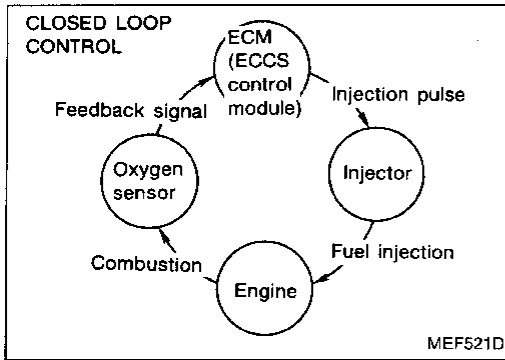 CLOSED LOOP
CONTROL
ECM
(ECCS
control
module)
Feedback signal
Injection pulse
Oxygen
sensor
Injector
Combustion
Fuel injection
Engine
MEF521D